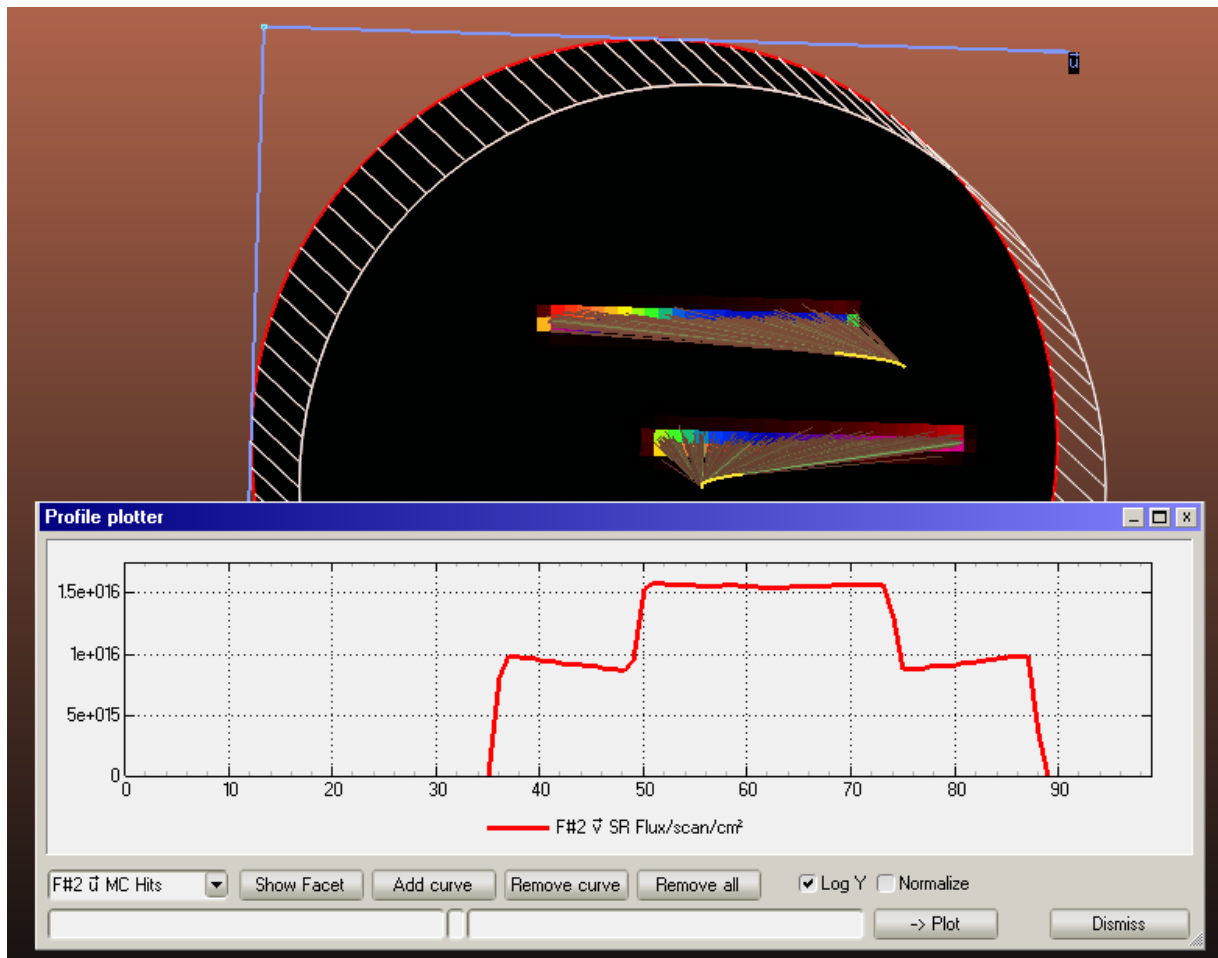 u⃗
Profile plotter
1.5e+016
1e+016
5e+015
0
0 10 20 30 40 50 60 70 80 90
F#2 v⃗ SR Flux/scan/cm²
F#2 u⃗ MC Hits Show Facet Add curve Remove curve Remove all Log Y Normalize
-> Plot Dismiss